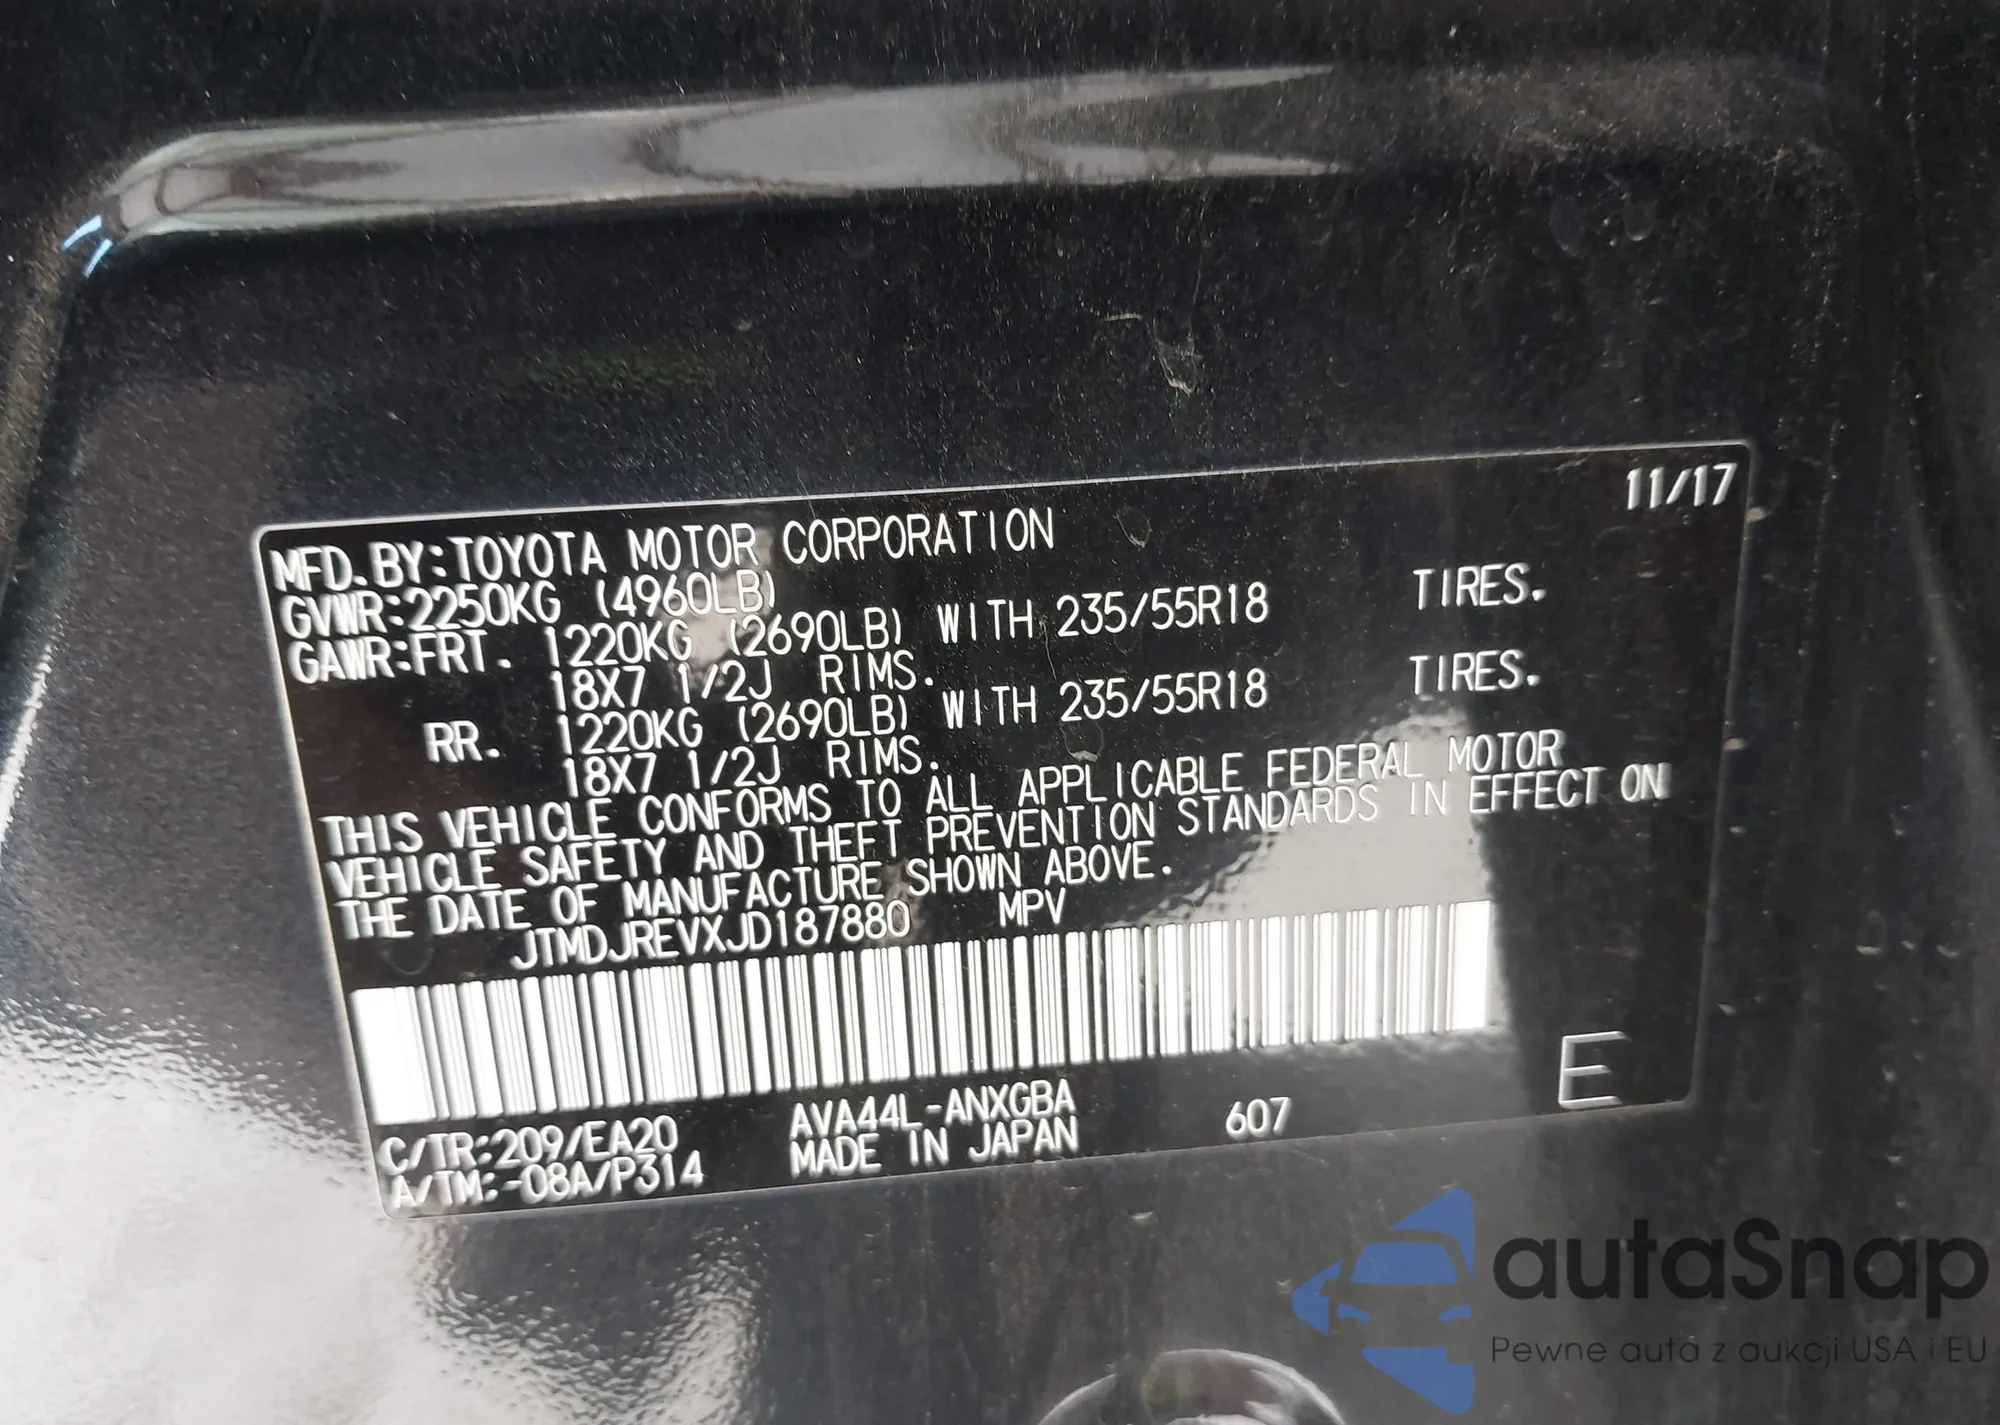 11/17
MFD.BY:TOYOTA MOTOR CORPORATION
GVWR:2250KG (4960LB)
GAWR:FRT. 1220KG (2690LB) WITH 235/55R18 TIRES.
18X7 1/2J RIMS.
RR. 1220KG (2690LB) WITH 235/55R18 TIRES.
18X7 1/2J RIMS.
THIS VEHICLE CONFORMS TO ALL APPLICABLE FEDERAL MOTOR
VEHICLE SAFETY AND THEFT PREVENTION STANDARDS IN EFFECT ON
THE DATE OF MANUFACTURE SHOWN ABOVE.
JTMDJREVXJD187880 MPV
C/TR:209/EA20 AVA44L-ANXGBA 607 E
A/TM:-08A/P314 MADE IN JAPAN
autaSnap
Pewne auta z aukcji USA i EU